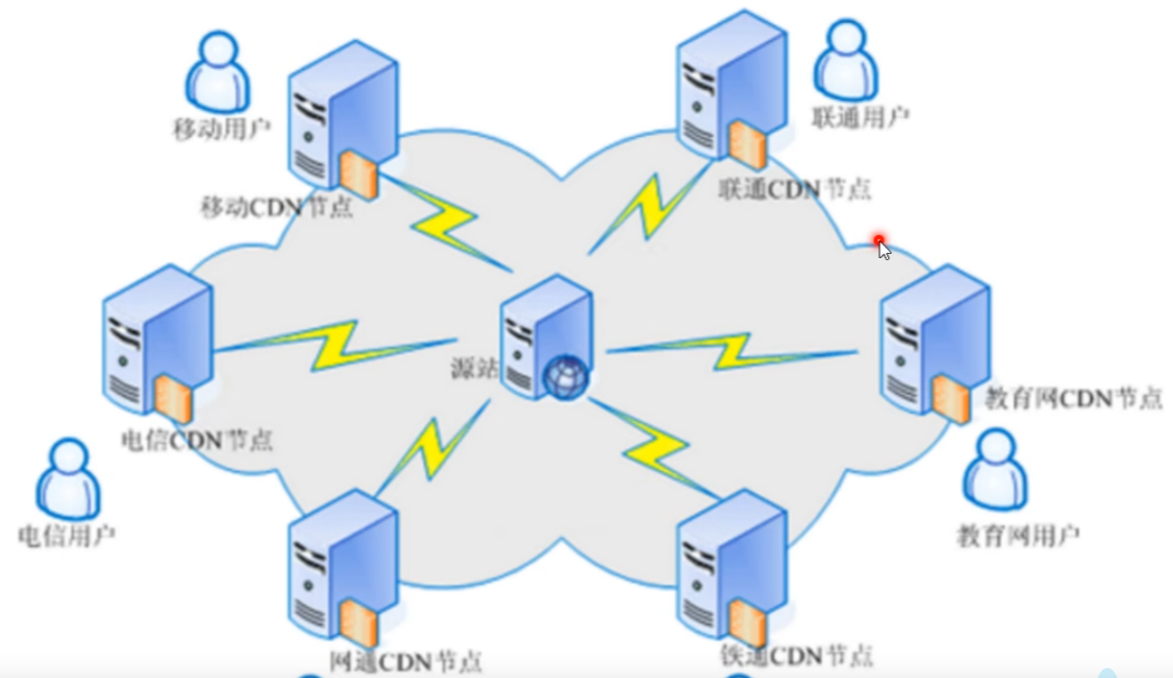 联通用户
移动用户
联通CDN节点
移动CDN节点
源站
教育网CDN节点
电信CDN节点
电信用户
教育网用户
网通CDN节点
铁通CDN节点